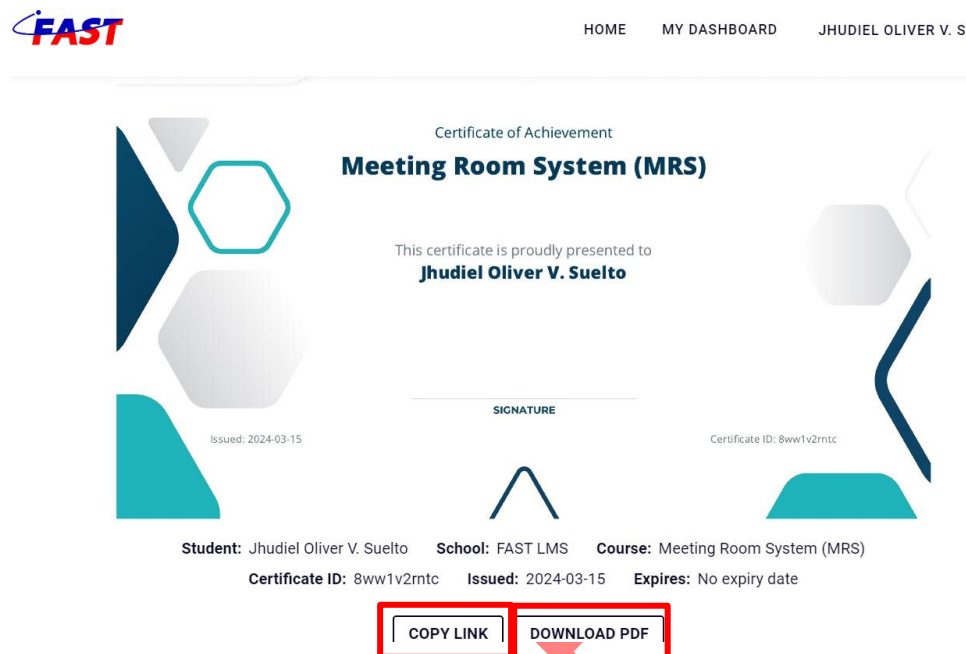 FAST
HOME MY DASHBOARD JHUDIEL OLIVER V. S
Certificate of Achievement
Meeting Room System (MRS)
This certificate is proudly presented to
Jhudiel Oliver V. Suelto
SIGNATURE
Issued: 2024-03-15 Certificate ID: 8ww1v2rntc
Student: Jhudiel Oliver V. Suelto School: FAST LMS Course: Meeting Room System (MRS)
Certificate ID: 8ww1v2rntc Issued: 2024-03-15 Expires: No expiry date
COPY LINK DOWNLOAD PDF